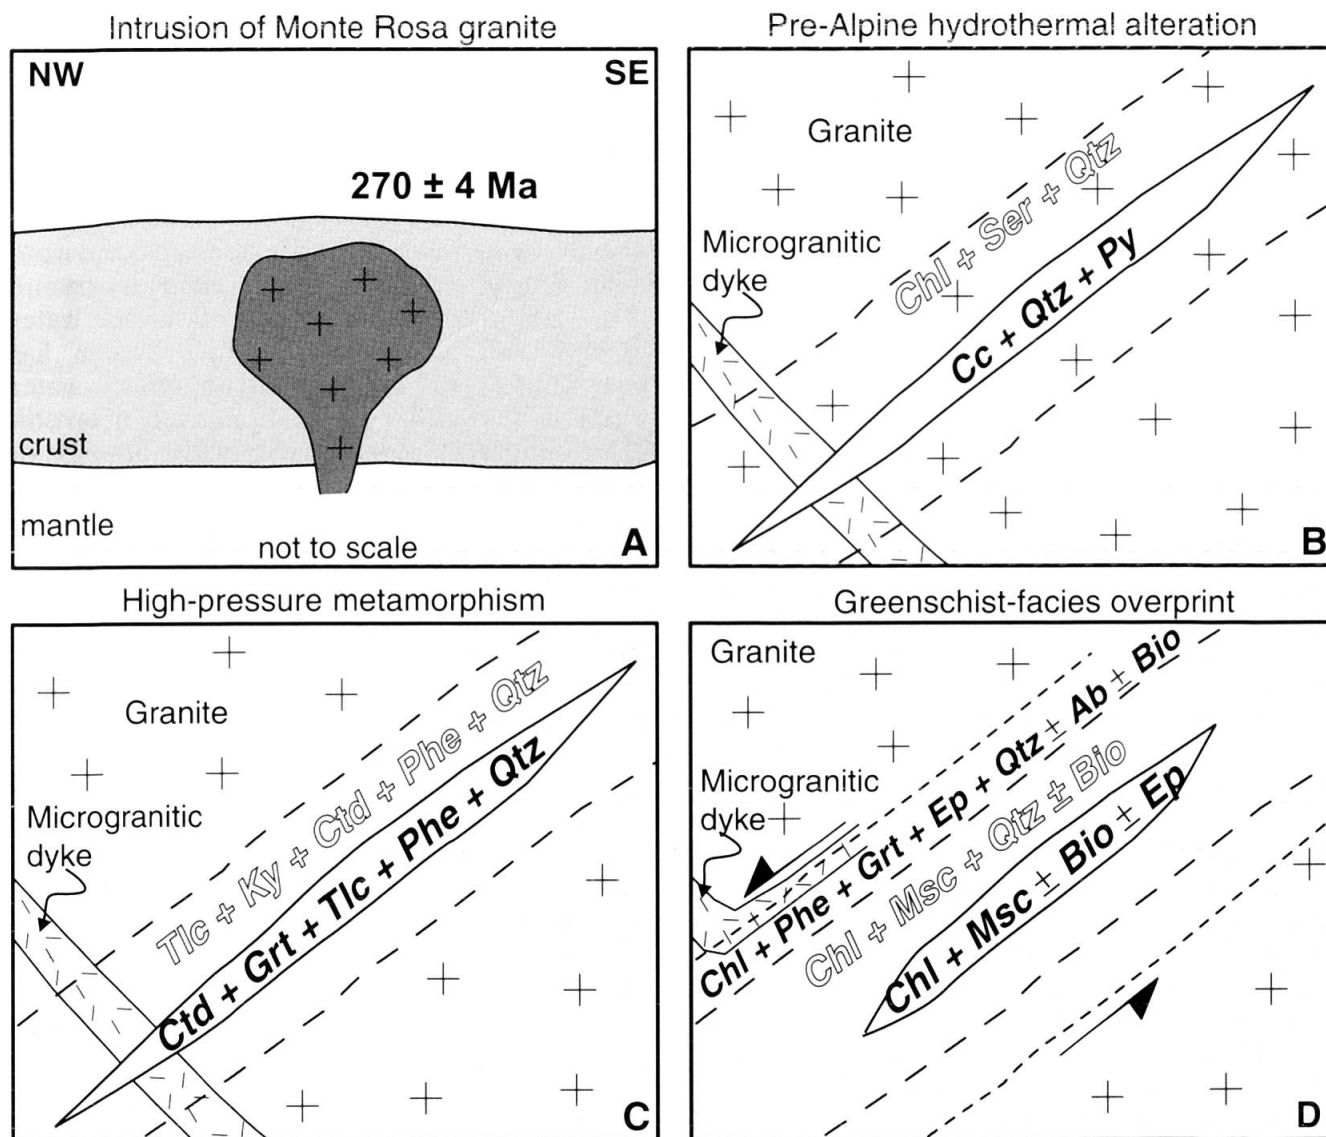 Intrusion of Monte Rosa granite
NW
SE
270 ± 4 Ma
crust
mantle
not to scale
A
Pre-Alpine hydrothermal alteration
Granite
Chl + Ser + Qtz
Microgranitic
dyke
Cc + Qtz + Py
B
High-pressure metamorphism
Granite
Tlc + Ky + Ctd + Phe + Qtz
Microgranitic
dyke
Ctd + Grt + Tlc + Phe + Qtz
C
Greenschist-facies overprint
Granite
Chl + Phe + Grt + Ep + Qtz ± Ab ± Bio
Microgranitic
dyke
Chl + Msc + Qtz ± Bio
Chl + Msc ± Bio ± Ep
D